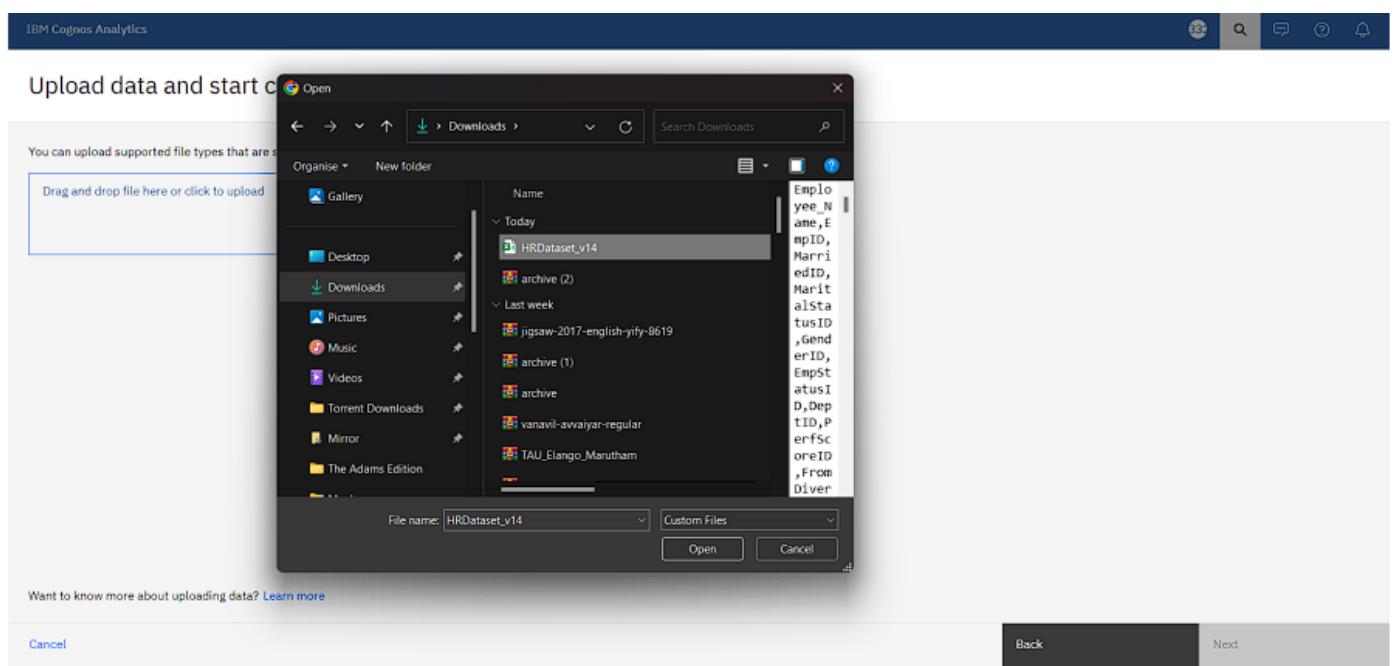 IBM Cognos Analytics
Upload data and start c
You can upload supported file types that are s
Drag and drop file here or click to upload
Open
Downloads
Search Downloads
Organise
New folder
Gallery
Desktop
Downloads
Pictures
Music
Videos
Torrent Downloads
Mirror
The Adams Edition
Name
Today
HRDataset_v14
archive (2)
Last week
jigsaw-2017-english-yify-8619
archive (1)
archive
vanavil-avvaiyar-regular
TAU_Elango_Marutham
Emplo
yee_N
ame,E
mpID,
Marri
edID,
Marit
alSta
tusID
,Gend
erID,
EmpSt
atusI
D,Dep
tID,P
erfSc
oreID
,From
Diver
File name: HRDataset_v14
Custom Files
Open
Cancel
Want to know more about uploading data? Learn more
Cancel
Back
Next